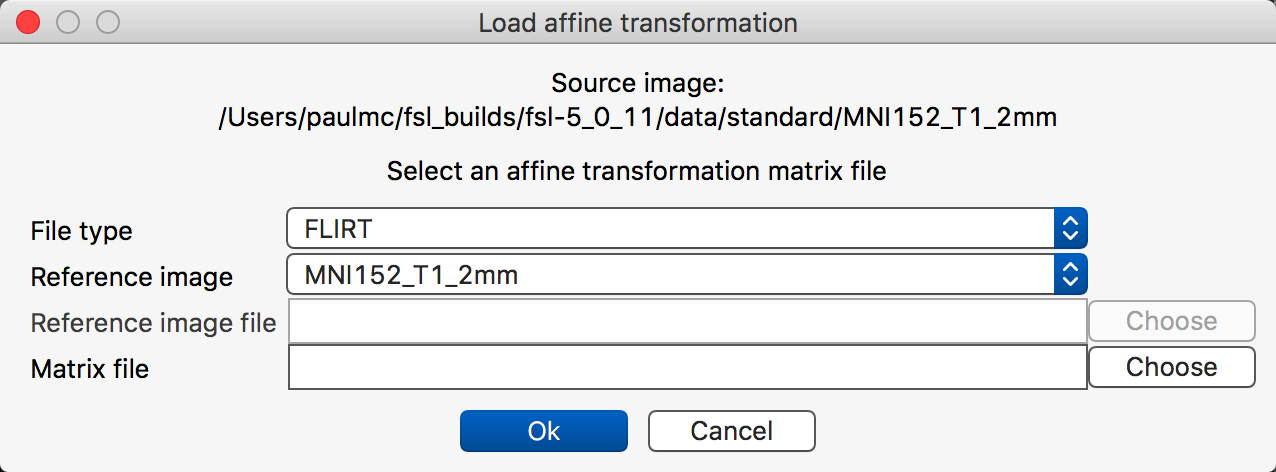 Load affine transformation
Source image:
/Users/paulmc/fsl_builds/fsl-5_0_11/data/standard/MNI152_T1_2mm
Select an affine transformation matrix file
File type FLIRT
Reference image MNI152_T1_2mm
Reference image file Choose
Matrix file Choose
Ok Cancel